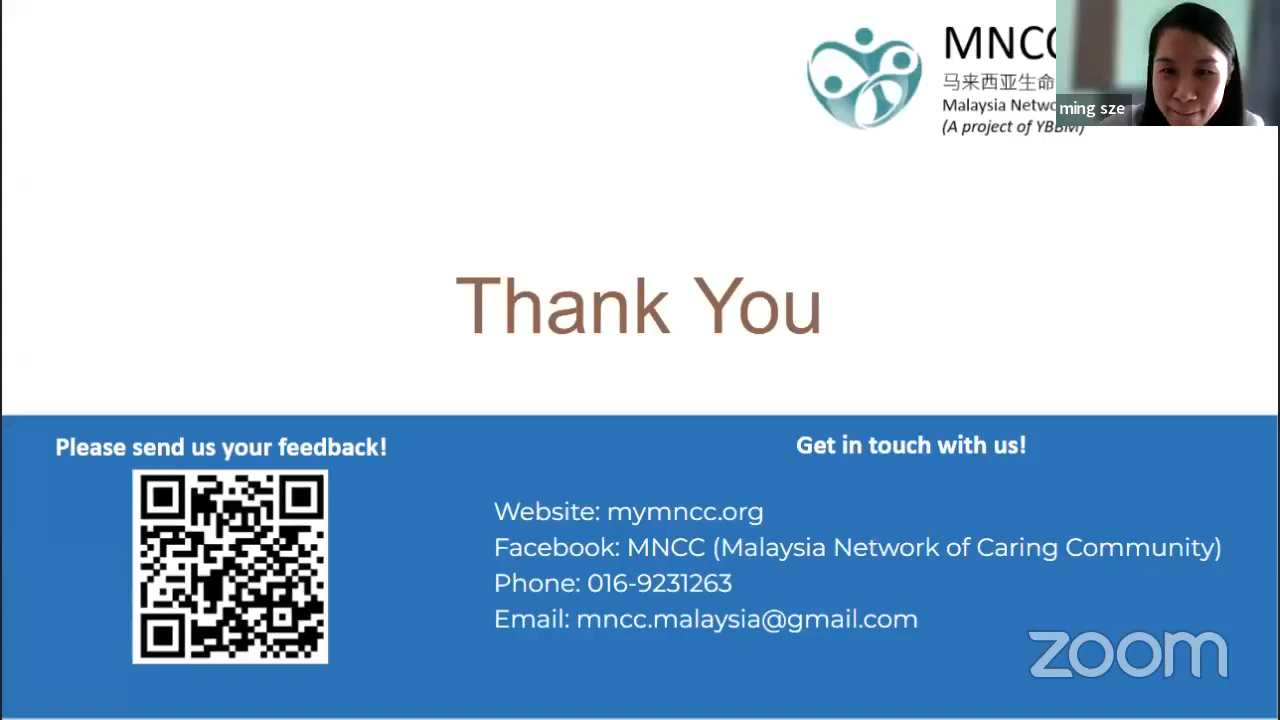 MNCC
马来西亚生命
Malaysia Netwo
(A project of YBBM)
ming sze
Thank You
Please send us your feedback!
Get in touch with us!
Website: mymncc.org
Facebook: MNCC (Malaysia Network of Caring Community)
Phone: 016-9231263
Email: mncc.malaysia@gmail.com
zoom